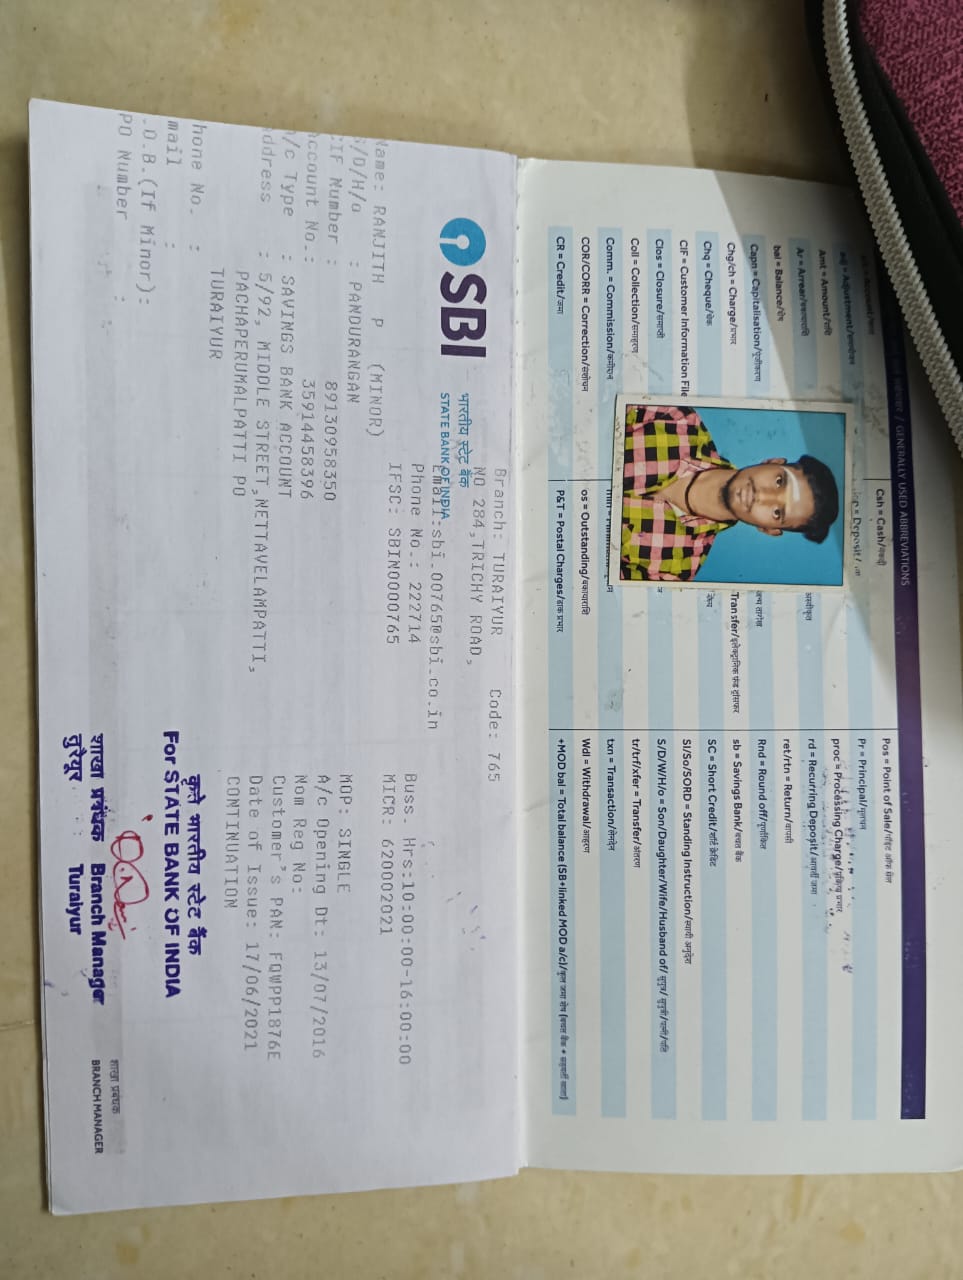 SBI
भारतीय स्टेट बैंक
STATE BANK OF INDIA
Branch: TURAIYUR Code: 765
NO 284,TRICHY ROAD,
Email:sbi.00765@sbi.co.in
Phone No.: 222714 Buss. Hrs:10:00:00-16:00:00
IFSC: SBIN0000765 MICR: 620002021
Name: RANJITH P (MINOR)
S/D/H/o : PANDURANGAN MOP: SINGLE
CIF Number : 89130958350 A/c Opening Dt: 13/07/2016
Account No.: 35914458396 Nom Reg No:
A/c Type : SAVINGS BANK ACCOUNT Customer's PAN: FQWPP1876E
Address : 5/92, MIDDLE STREET,NETTAVELAMPATTI, Date of Issue: 17/06/2021
PACHAPERUMALPATTI PO CONTINUATION
TURAIYUR
hone No. :
mail :
.O.B.(If Minor):
PO Number :
कृते भारतीय स्टेट बैंक
For STATE BANK OF INDIA
शाखा प्रबंधक Branch Manager
तुरैयूर Turaiyur
शाखा प्रबंधक
BRANCH MANAGER
GENERALLY USED ABBREVIATIONS
Adjustment/समायोजन
Amt = Amount/राशि
Ar = Arrear/बकाया राशि
bal = Balance/शेष
Capn = Capitalisation/पूंजीकरण
Chg/ch = Charge/प्रभार
Chq = Cheque/चेक
CIF = Customer Information File
Clos = Closure/समाप्ति
Coll = Collection/समाहरण
Comm. = Commission/कमीशन
COR/CORR = Correction/संशोधन
CR = Credit/जमा
Csh = Cash/नकदी
Deposit
Transfer/इलेक्ट्रानिक फंड ट्रांसफर
os = Outstanding/बकाया राशि
P&T = Postal Charges/डाक प्रभार
Pos = Point of Sale/पॉइंट ऑफ सेल
Pr = Principal/मूलधन
proc = Processing Charge/प्रक्रिया प्रभार
rd = Recurring Deposit/आवर्ती जमा
ret/rtn = Return/वापसी
Rnd = Round off/पूर्णांकित
sb = Savings Bank/बचत बैंक
SC = Short Credit/शॉर्ट क्रेडिट
SI/So/SORD = Standing Instruction/स्थायी अनुदेश
S/D/W/H/o = Son/Daughter/Wife/Husband of/ सुपुत्र/ सुपुत्री/पत्नी/पति
tr/trf/xfer = Transfer/अंतरण
txn = Transaction/लेनदेन
Wdl = Withdrawal/आहरण
+MOD bal = Total balance (SB+linked MOD a/c)/कुल जमा शेष (बचत बैंक + सहबर्ती खाता)